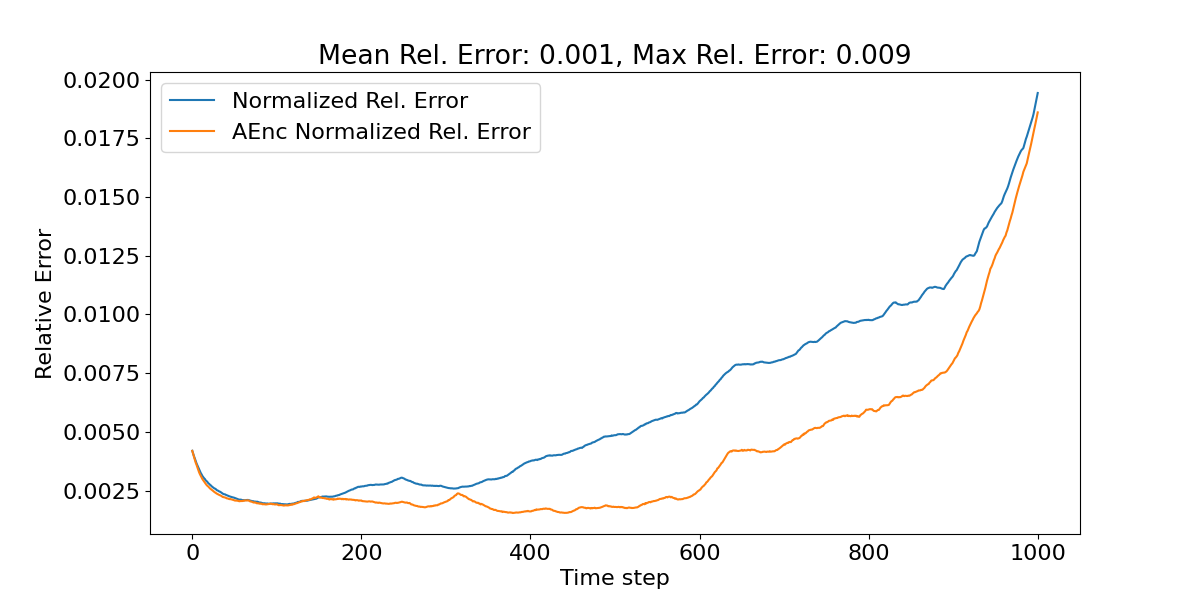 Mean Rel. Error: 0.001, Max Rel. Error: 0.009
Normalized Rel. Error
AEnc Normalized Rel. Error
Relative Error
0.0200
0.0175
0.0150
0.0125
0.0100
0.0075
0.0050
0.0025
0 200 400 600 800 1000
Time step